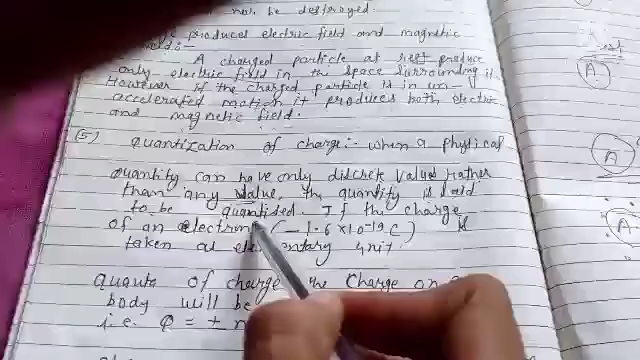 not be destroyed
produces electric field and magnetic
field:-
A charged particle at rest produce
only electric field in the space surrounding it.
However if the charged particle is in un-
accelerated motion it produces both electric
and magnetic field.
(5) Quantization of charge:- when a physical
quantity can have only discrete values rather
than any value, the quantity is said
to be quantised. If the charge
of an electron (-1.6×10⁻¹⁹C) is
taken as elementary unit.
quanta of charge the charge on
body will be
i.e. Q = ±n
A
A